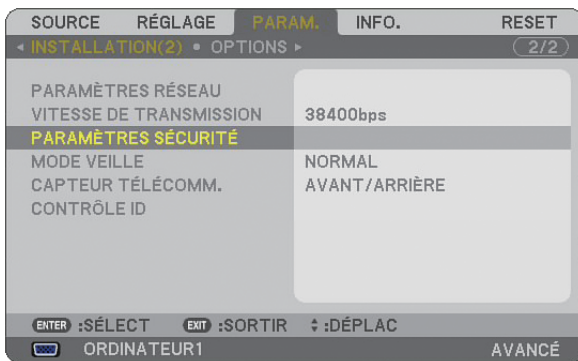 SOURCE RÉGLAGE PARAM. INFO. RESET
◂ INSTALLATION(2) • OPTIONS ▸ 2/2
PARAMÈTRES RÉSEAU
VITESSE DE TRANSMISSION 38400bps
PARAMÈTRES SÉCURITÉ
MODE VEILLE NORMAL
CAPTEUR TÉLÉCOMM. AVANT/ARRIÈRE
CONTRÔLE ID
ENTER :SÉLECT EXIT :SORTIR :DÉPLAC
ORDINATEUR1 AVANCÉ